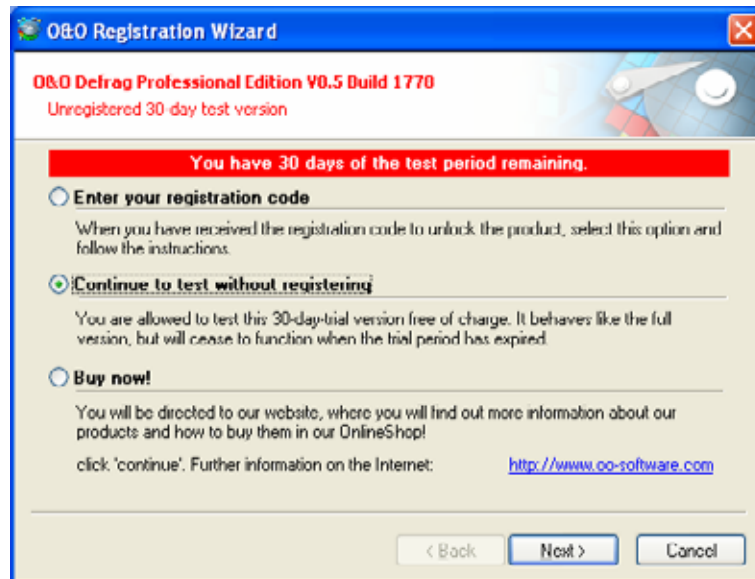 O&O Registration Wizard
O&O Defrag Professional Edition V8.5 Build 1770
Unregistered 30 day test version
You have 30 days of the test period remaining.
Enter your registration code
When you have received the registration code to unlock the product, select this option and
follow the instructions.
Continue to test without registering
You are allowed to test this 30-day-trial version free of charge. It behaves like the full
version, but will cease to function when the trial period has expired.
Buy now!
You will be directed to our website, where you will find out more information about our
products and how to buy them in our OnlineShop!
click 'continue'. Further information on the Internet: http://www.oo-software.com
< Back Next > Cancel